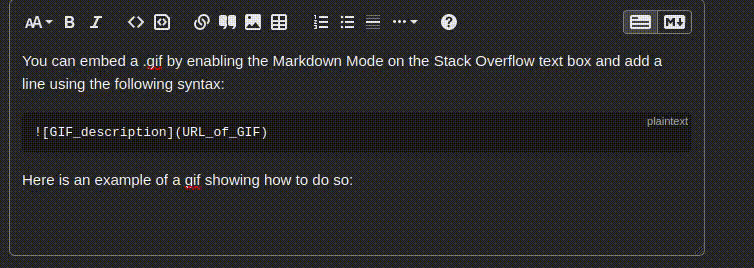 AA B I
You can embed a .gif by enabling the Markdown Mode on the Stack Overflow text box and add a
line using the following syntax:
plaintext
![GIF_description](URL_of_GIF)
Here is an example of a gif showing how to do so: